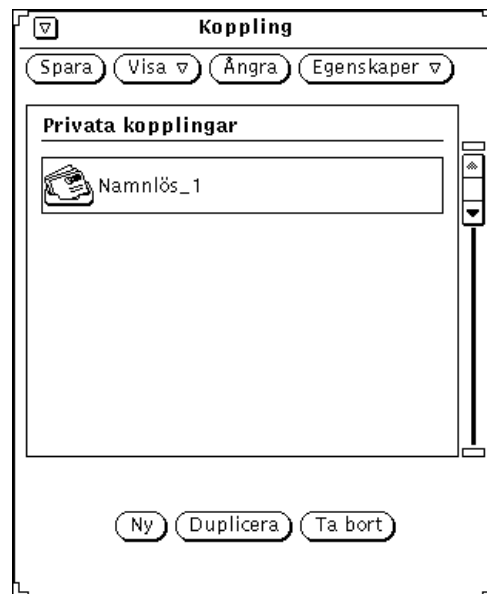 Koppling
Spara Visa Ångra Egenskaper
Privata kopplingar
Namnlös_1
Ny Duplicera Ta bort